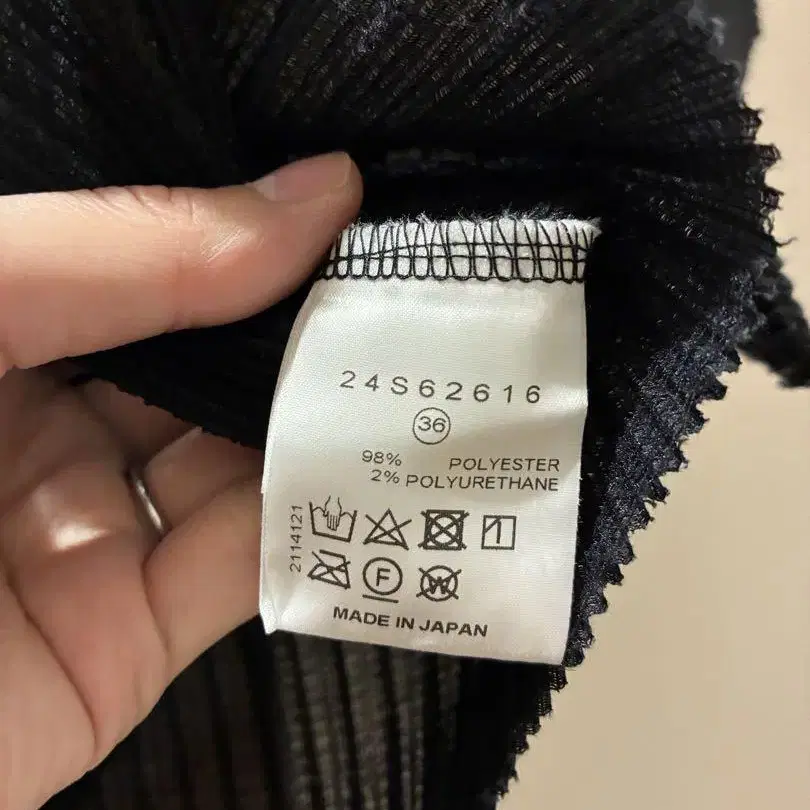 24S62616
36
98% POLYESTER
2% POLYURETHANE
2114121
F
W
MADE IN JAPAN